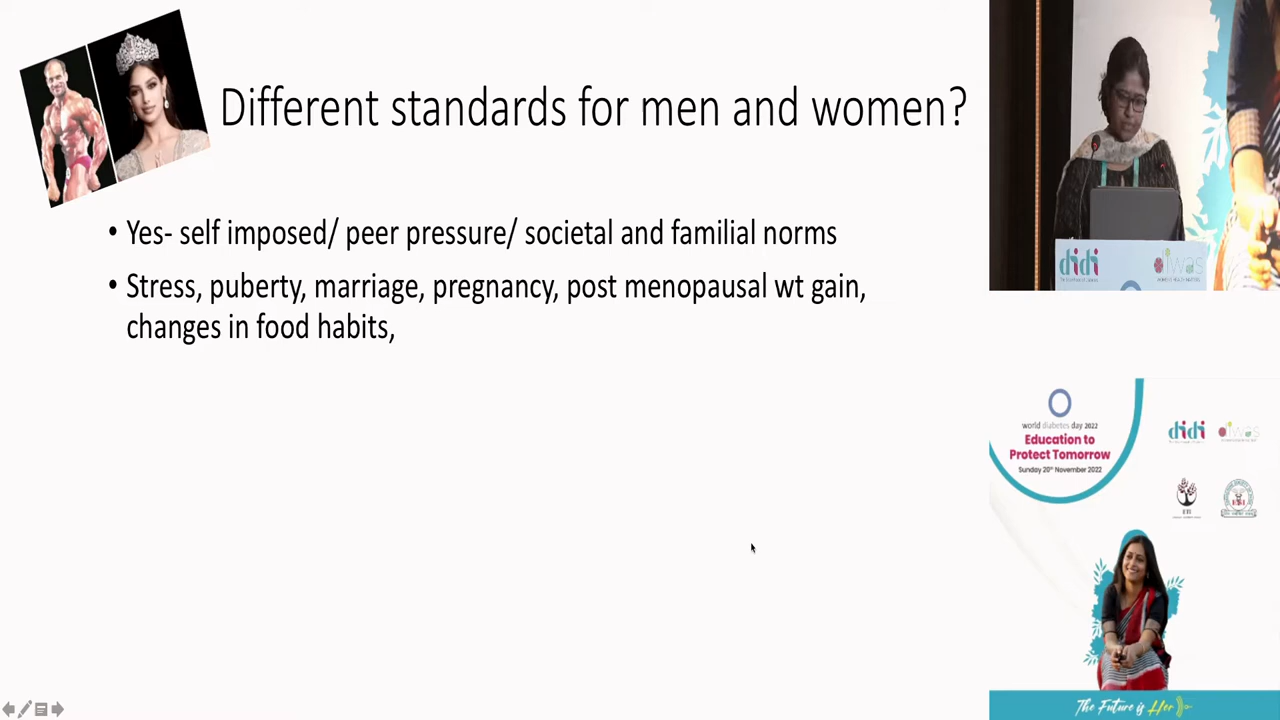 Different standards for men and women?
• Yes- self imposed/ peer pressure/ societal and familial norms
• Stress, puberty, marriage, pregnancy, post menopausal wt gain,
changes in food habits,
didi
diwas
world diabetes day 2022
Education to
Protect Tomorrow
Sunday 20th November 2022
didi
diwas
The Future is Her